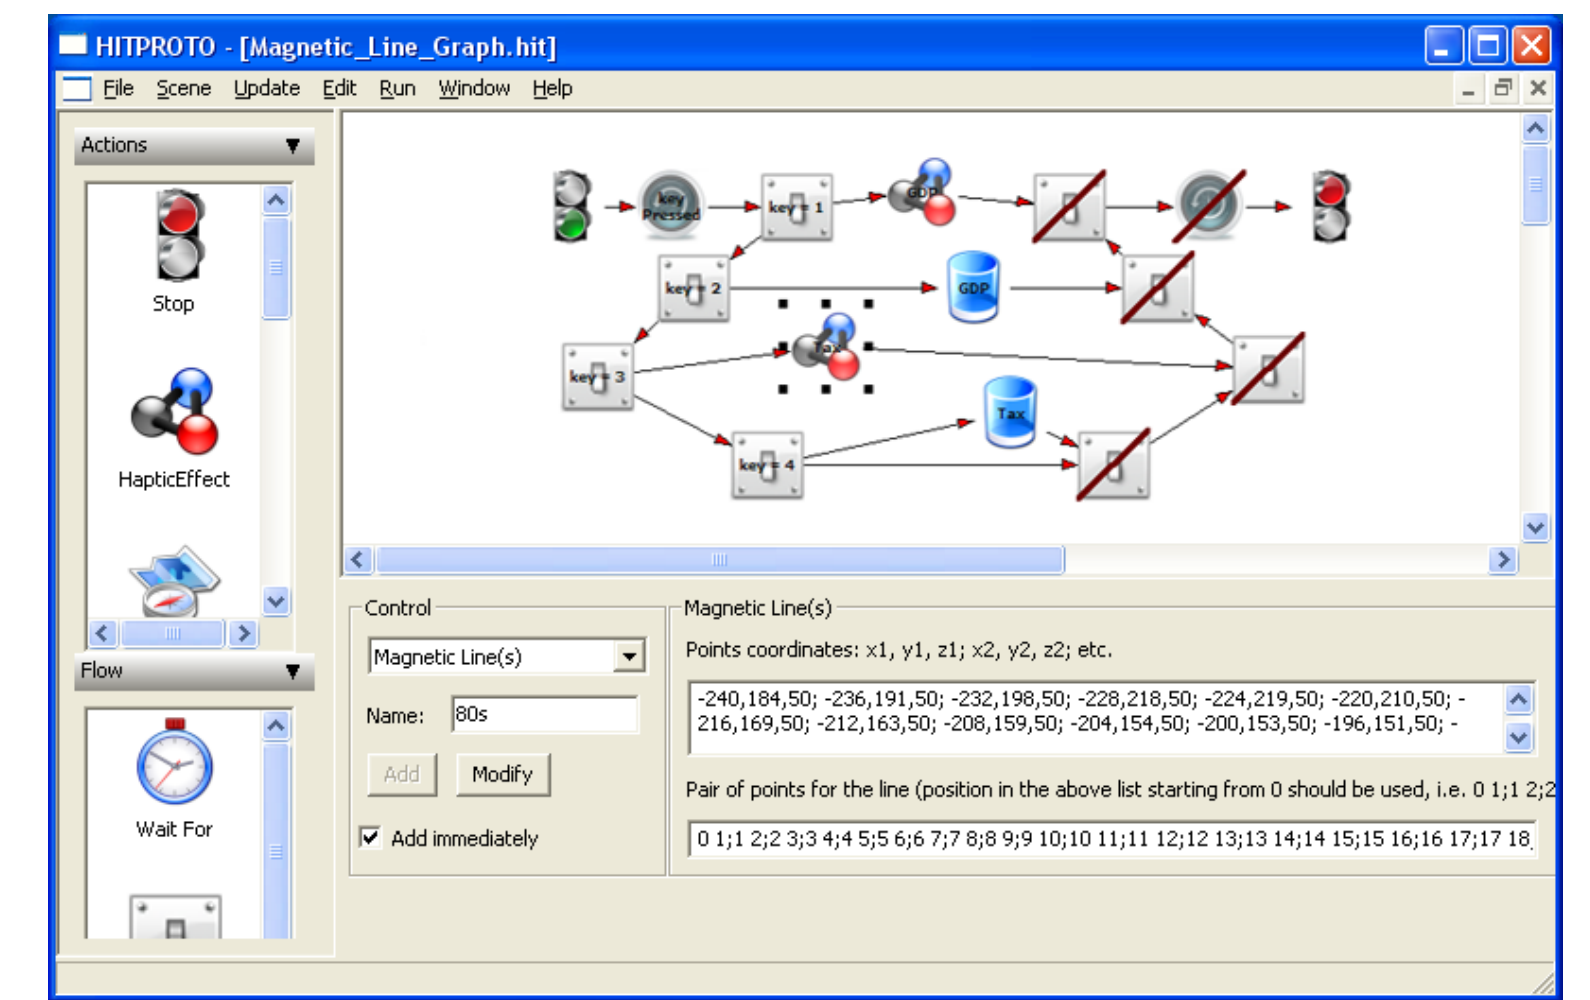 HITPROTO - [Magnetic_Line_Graph.hit]
File Scene Update Edit Run Window Help
Actions
Stop
HapticEffect
Flow
Wait For
key Pressed
key = 1
GDP
key = 2
GDP
Tax
key = 3
Tax
key = 4
Control
Magnetic Line(s)
Name: 80s
Add Modify
Add immediately
Magnetic Line(s)
Points coordinates: x1, y1, z1; x2, y2, z2; etc.
-240,184,50; -236,191,50; -232,198,50; -228,218,50; -224,219,50; -220,210,50; -
216,169,50; -212,163,50; -208,159,50; -204,154,50; -200,153,50; -196,151,50; -
Pair of points for the line (position in the above list starting from 0 should be used, i.e. 0 1;1 2;2
0 1;1 2;2 3;3 4;4 5;5 6;6 7;7 8;8 9;9 10;10 11;11 12;12 13;13 14;14 15;15 16;16 17;17 18